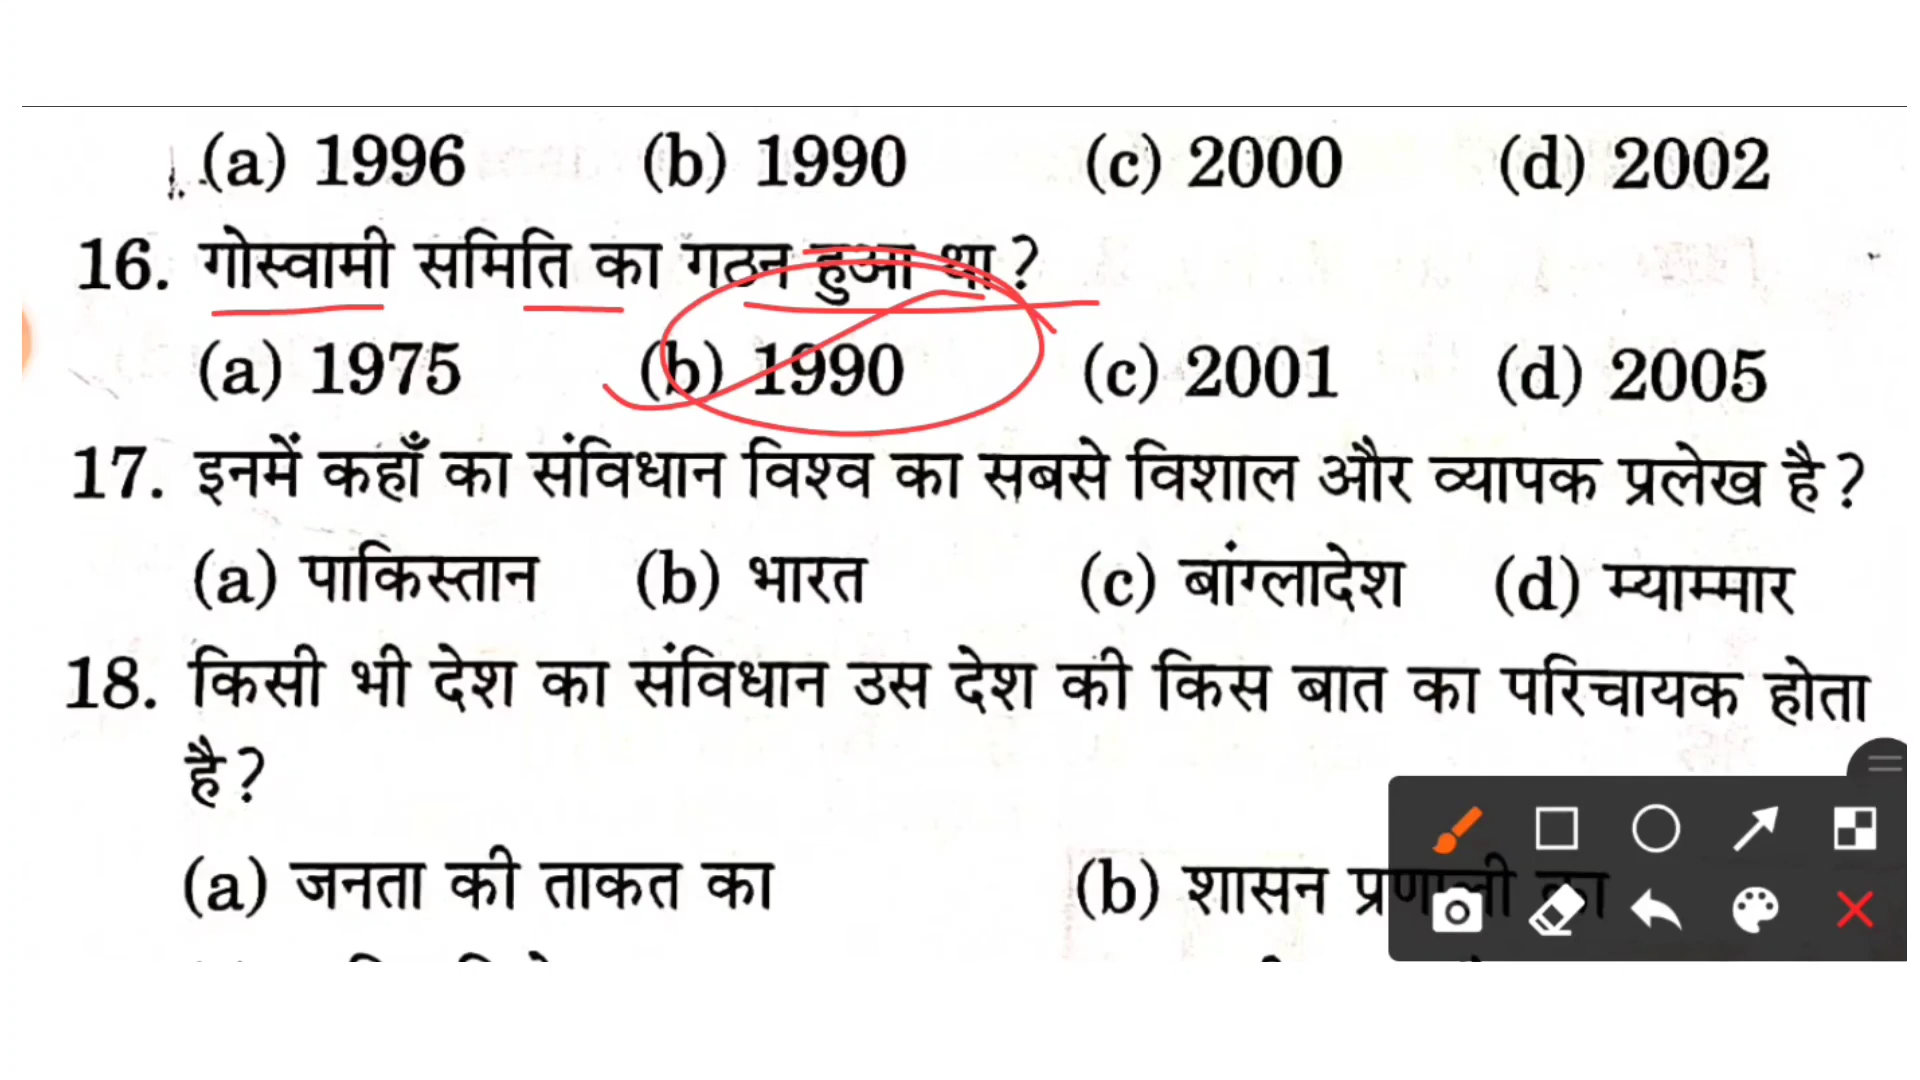 (a) 1996 (b) 1990 (c) 2000 (d) 2002
16. गोस्वामी समिति का गठन हुआ था?
(a) 1975 (b) 1990 (c) 2001 (d) 2005
17. इनमें कहाँ का संविधान विश्व का सबसे विशाल और व्यापक प्रलेख है?
(a) पाकिस्तान (b) भारत (c) बांग्लादेश (d) म्याम्मार
18. किसी भी देश का संविधान उस देश की किस बात का परिचायक होता
है?
(a) जनता की ताकत का (b) शासन प्रणाली का